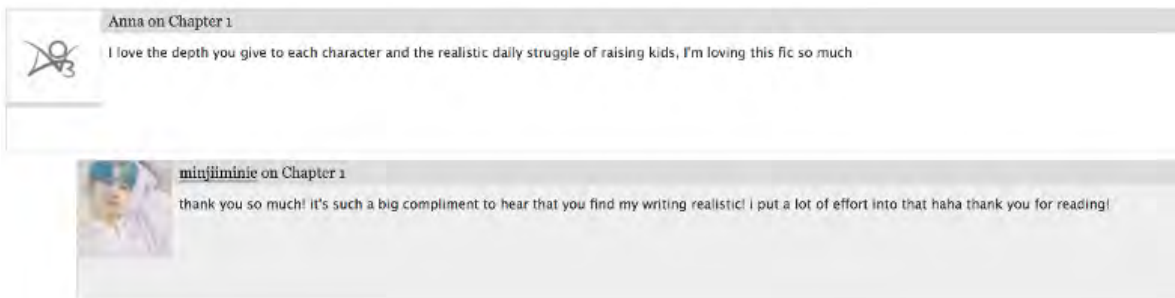 Anna on Chapter 1
I love the depth you give to each character and the realistic daily struggle of raising kids, I'm loving this fic so much
minjiiminie on Chapter 1
thank you so much! it's such a big compliment to hear that you find my writing realistic! i put a lot of effort into that haha thank you for reading!